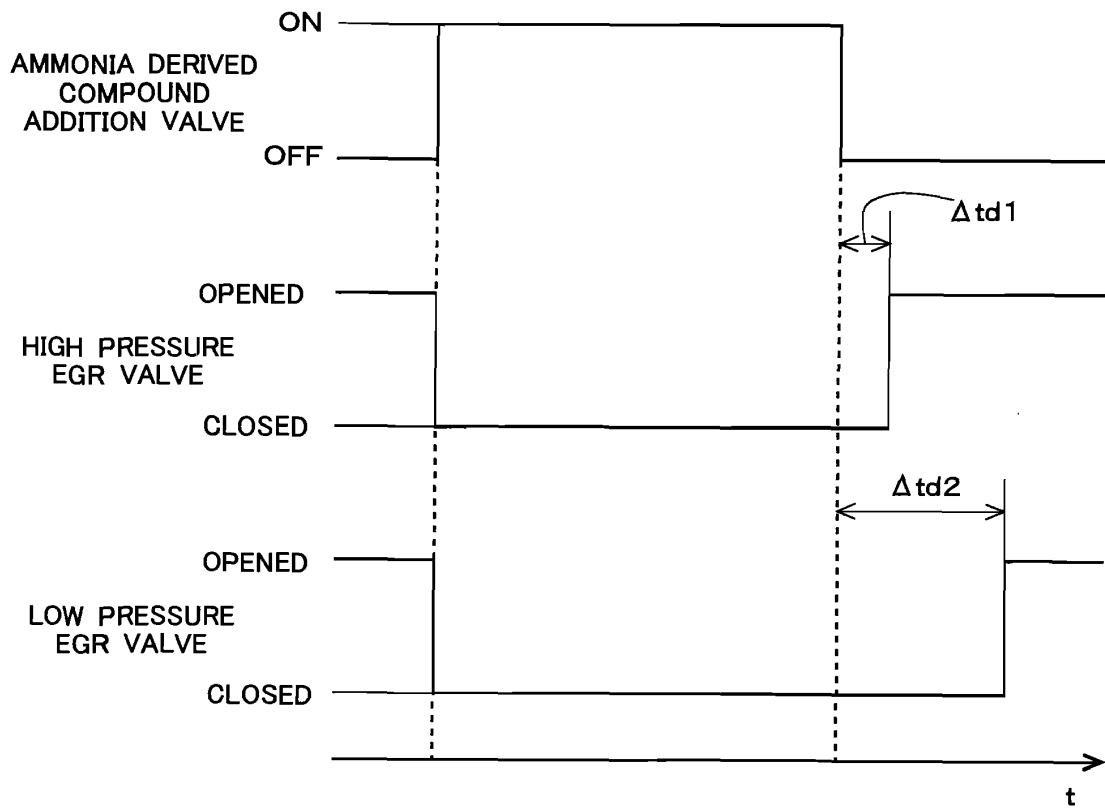 ON
AMMONIA DERIVED
COMPOUND
ADDITION VALVE
OFF
Δtd1
OPENED
HIGH PRESSURE
EGR VALVE
CLOSED
Δtd2
OPENED
LOW PRESSURE
EGR VALVE
CLOSED
t